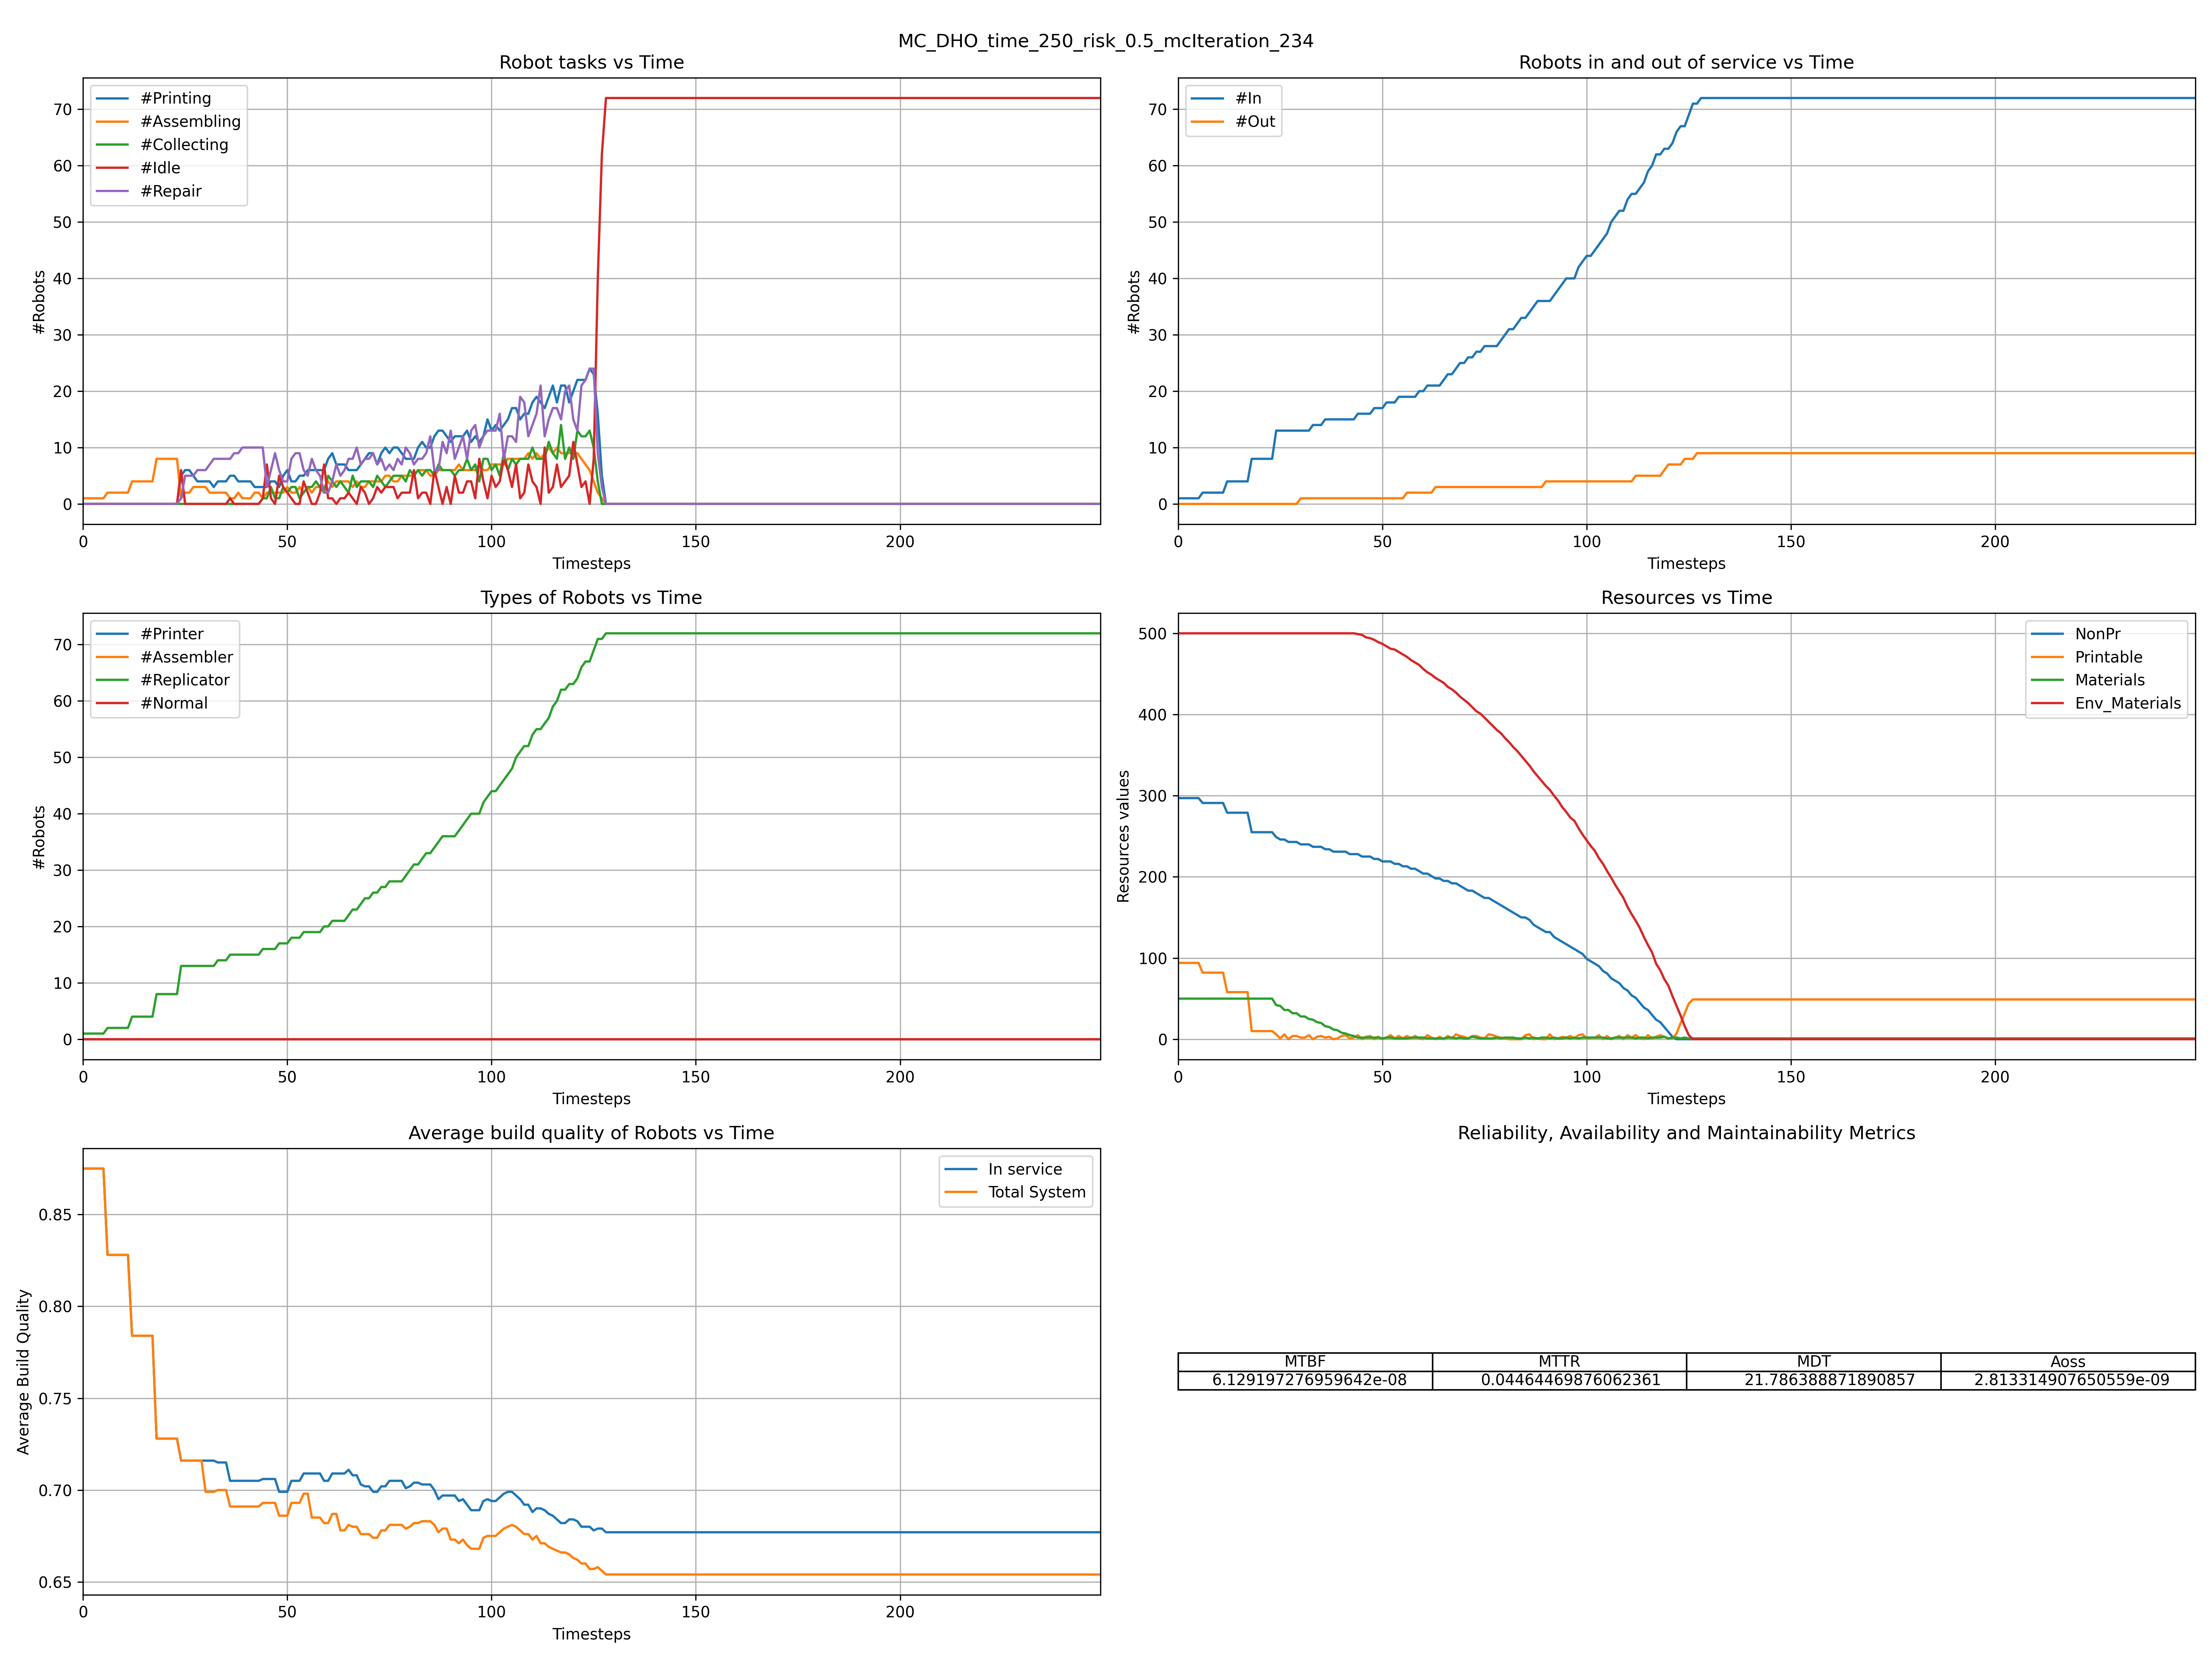 MC_DHO_time_250_risk_0.5_mcIteration_234
Robot tasks vs Time
#Printing
#Assembling
#Collecting
#Idle
#Repair
70
60
50
40
30
20
10
0
#Robots
0 50 100 150 200
Timesteps
Robots in and out of service vs Time
#In
#Out
70
60
50
40
30
20
10
0
#Robots
0 50 100 150 200
Timesteps
Types of Robots vs Time
#Printer
#Assembler
#Replicator
#Normal
70
60
50
40
30
20
10
0
#Robots
0 50 100 150 200
Timesteps
Resources vs Time
NonPr
Printable
Materials
Env_Materials
500
400
300
200
100
0
Resources values
0 50 100 150 200
Timesteps
Average build quality of Robots vs Time
In service
Total System
0.85
0.80
0.75
0.70
0.65
Average Build Quality
0 50 100 150 200
Timesteps
Reliability, Availability and Maintainability Metrics
MTBF MTTR MDT Aoss
6.129197276959642e-08 0.04464469876062361 21.786388871890857 2.813314907650559e-09